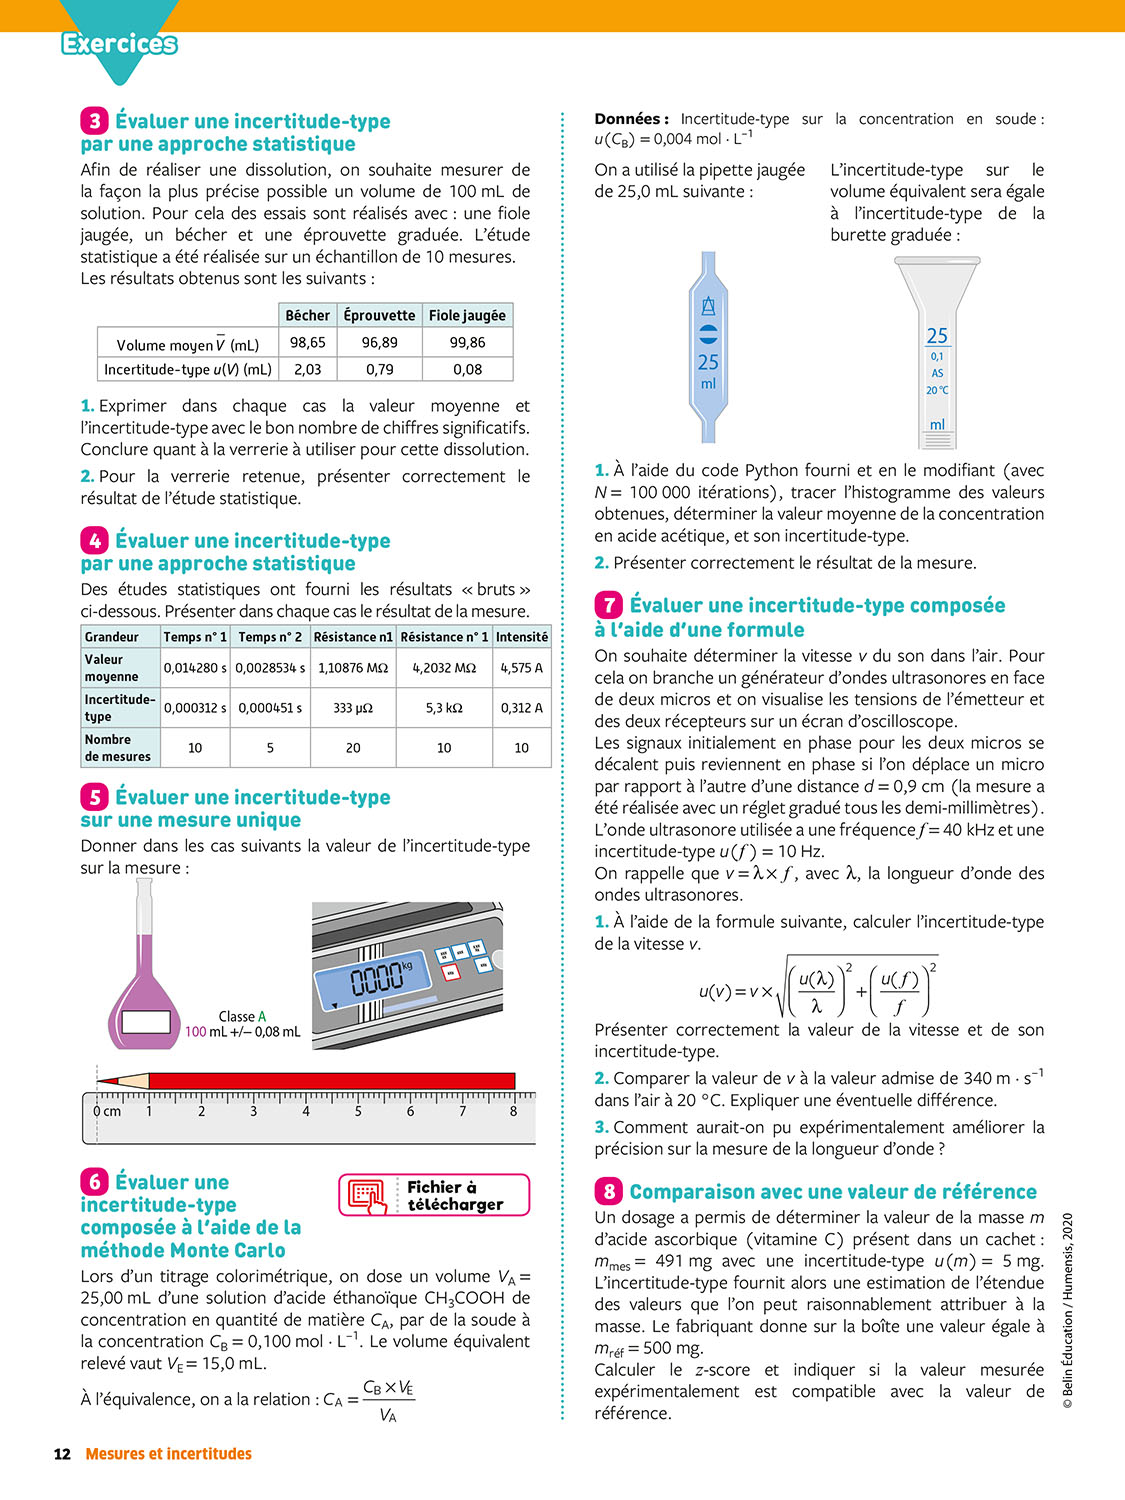 Exercices
3 Évaluer une incertitude-type
par une approche statistique
Afin de réaliser une dissolution, on souhaite mesurer de
la façon la plus précise possible un volume de 100 mL de
solution. Pour cela des essais sont réalisés avec : une fiole
jaugée, un bécher et une éprouvette graduée. L'étude
statistique a été réalisée sur un échantillon de 10 mesures.
Les résultats obtenus sont les suivants :
Bécher Éprouvette Fiole jaugée
Volume moyen V̅ (mL) 98,65 96,89 99,86
Incertitude-type u(V) (mL) 2,03 0,79 0,08
1. Exprimer dans chaque cas la valeur moyenne et
l'incertitude-type avec le bon nombre de chiffres significatifs.
Conclure quant à la verrerie à utiliser pour cette dissolution.
2. Pour la verrerie retenue, présenter correctement le
résultat de l'étude statistique.
4 Évaluer une incertitude-type
par une approche statistique
Des études statistiques ont fourni les résultats « bruts »
ci-dessous. Présenter dans chaque cas le résultat de la mesure.
Grandeur Temps n° 1 Temps n° 2 Résistance n1 Résistance n° 1 Intensité
Valeur
moyenne 0,014280 s 0,0028534 s 1,10876 MΩ 4,2032 MΩ 4,575 A
Incertitude-
type 0,000312 s 0,000451 s 333 µΩ 5,3 kΩ 0,312 A
Nombre
de mesures 10 5 20 10 10
5 Évaluer une incertitude-type
sur une mesure unique
Donner dans les cas suivants la valeur de l'incertitude-type
sur la mesure :
0000 kg
Classe A
100 mL +/– 0,08 mL
0 cm 1 2 3 4 5 6 7 8
6 Évaluer une
incertitude-type
composée à l'aide de la
méthode Monte Carlo
Fichier à
télécharger
Lors d'un titrage colorimétrique, on dose un volume VA =
25,00 mL d'une solution d'acide éthanoïque CH₃COOH de
concentration en quantité de matière CA, par de la soude à
la concentration CB = 0,100 mol · L⁻¹. Le volume équivalent
relevé vaut VE = 15,0 mL.
À l'équivalence, on a la relation : CA = CB × VE / VA
Données : Incertitude-type sur la concentration en soude :
u(CB) = 0,004 mol · L⁻¹
On a utilisé la pipette jaugée
de 25,0 mL suivante :
L'incertitude-type sur le
volume équivalent sera égale
à l'incertitude-type de la
burette graduée :
25
ml
25
0,1
AS
20 °C
ml
1. À l'aide du code Python fourni et en le modifiant (avec
N = 100 000 itérations), tracer l'histogramme des valeurs
obtenues, déterminer la valeur moyenne de la concentration
en acide acétique, et son incertitude-type.
2. Présenter correctement le résultat de la mesure.
7 Évaluer une incertitude-type composée
à l'aide d'une formule
On souhaite déterminer la vitesse v du son dans l'air. Pour
cela on branche un générateur d'ondes ultrasonores en face
de deux micros et on visualise les tensions de l'émetteur et
des deux récepteurs sur un écran d'oscilloscope.
Les signaux initialement en phase pour les deux micros se
décalent puis reviennent en phase si l'on déplace un micro
par rapport à l'autre d'une distance d = 0,9 cm (la mesure a
été réalisée avec un réglet gradué tous les demi-millimètres).
L'onde ultrasonore utilisée a une fréquence f = 40 kHz et une
incertitude-type u(f) = 10 Hz.
On rappelle que v = λ × f, avec λ, la longueur d'onde des
ondes ultrasonores.
1. À l'aide de la formule suivante, calculer l'incertitude-type
de la vitesse v.
u(v) = v × √((u(λ)/λ)² + (u(f)/f)²)
Présenter correctement la valeur de la vitesse et de son
incertitude-type.
2. Comparer la valeur de v à la valeur admise de 340 m · s⁻¹
dans l'air à 20 °C. Expliquer une éventuelle différence.
3. Comment aurait-on pu expérimentalement améliorer la
précision sur la mesure de la longueur d'onde ?
8 Comparaison avec une valeur de référence
Un dosage a permis de déterminer la valeur de la masse m
d'acide ascorbique (vitamine C) présent dans un cachet :
mmes = 491 mg avec une incertitude-type u(m) = 5 mg.
L'incertitude-type fournit alors une estimation de l'étendue
des valeurs que l'on peut raisonnablement attribuer à la
masse. Le fabriquant donne sur la boîte une valeur égale à
mréf = 500 mg.
Calculer le z-score et indiquer si la valeur mesurée
expérimentalement est compatible avec la valeur de
référence.
© Belin Éducation / Humensis, 2020
12 Mesures et incertitudes